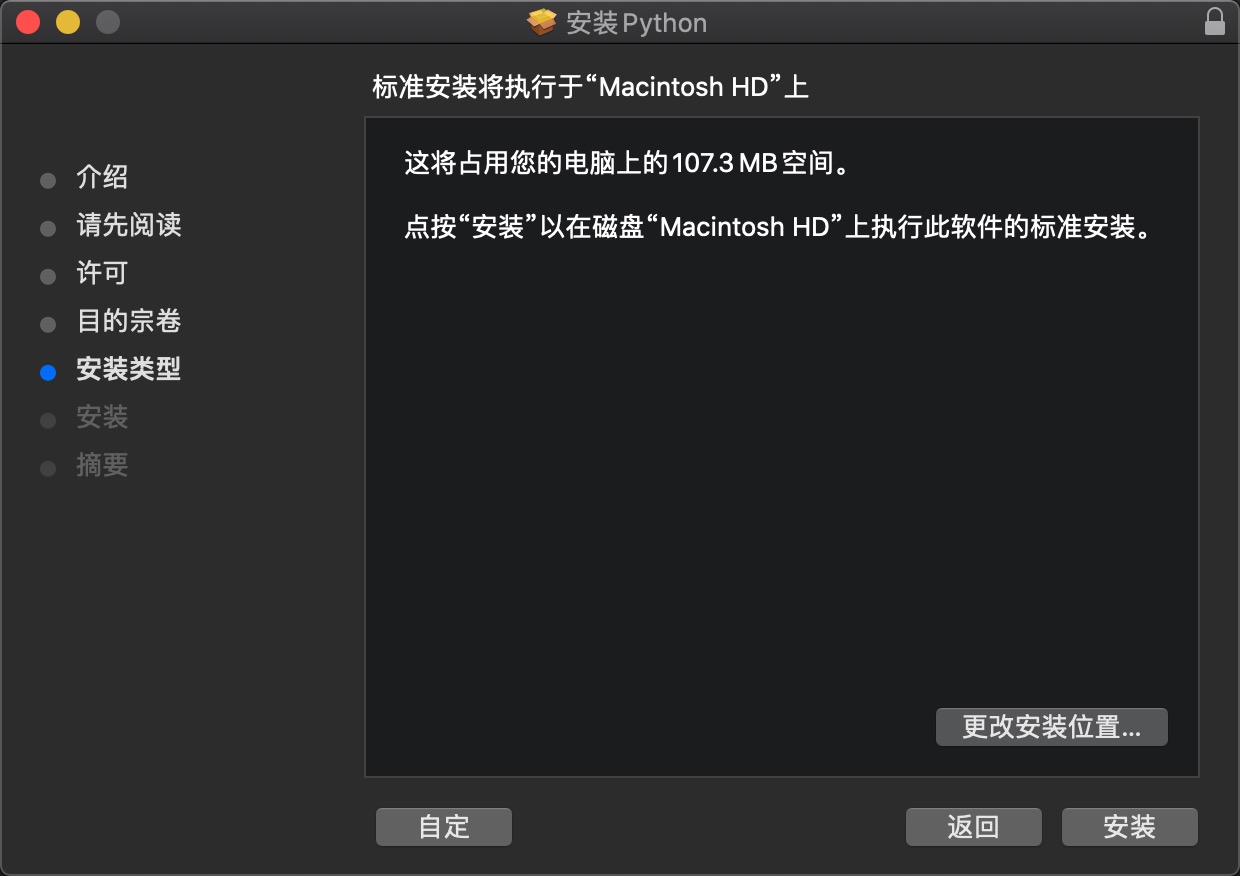 安装Python
标准安装将执行于“Macintosh HD”上
介绍
请先阅读
许可
目的宗卷
安装类型
安装
摘要
这将占用您的电脑上的107.3 MB空间。
点按“安装”以在磁盘“Macintosh HD”上执行此软件的标准安装。
更改安装位置...
自定
返回
安装